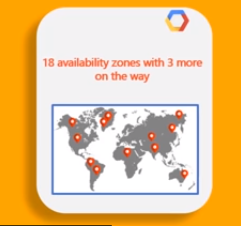 18 availability zones with 3 more
on the way